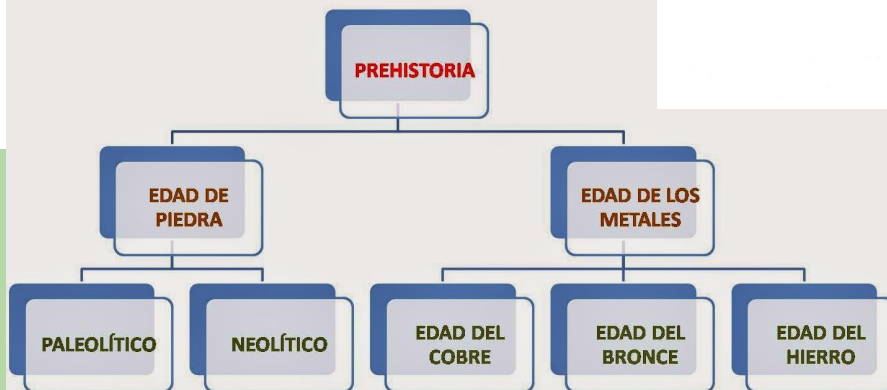 PREHISTORIA
EDAD DE
PIEDRA
EDAD DE LOS
METALES
PALEOLÍTICO
NEOLÍTICO
EDAD DEL
COBRE
EDAD DEL
BRONCE
EDAD DEL
HIERRO